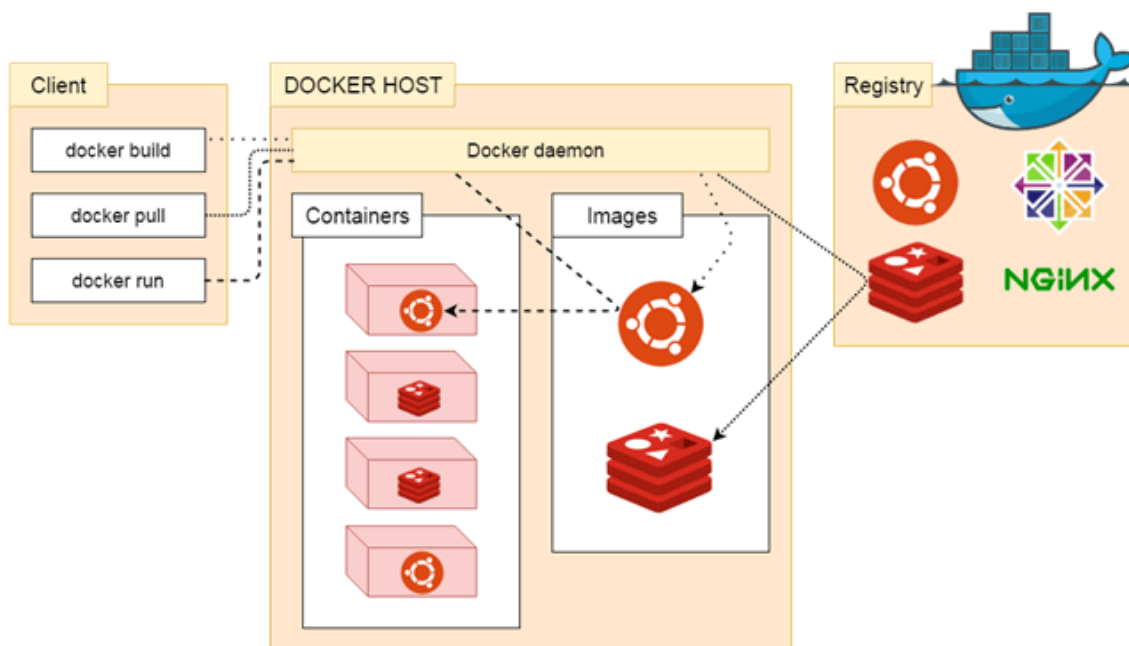 Client
docker build
docker pull
docker run
DOCKER HOST
Docker daemon
Containers
Images
Registry
NGiNX